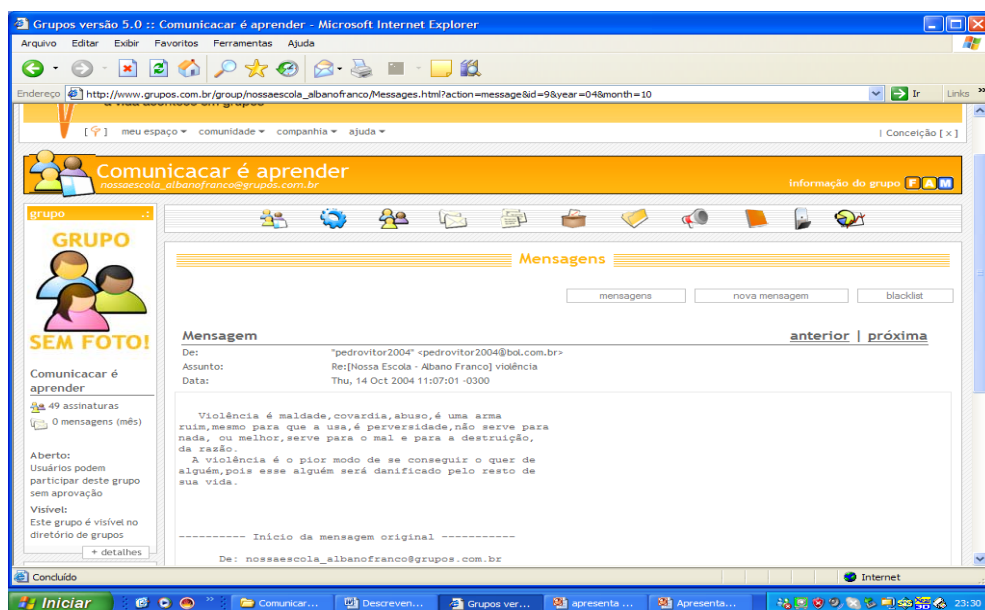 Grupos versão 5.0 :: Comunicacar é aprender - Microsoft Internet Explorer
Arquivo Editar Exibir Favoritos Ferramentas Ajuda
Endereço http://www.grupos.com.br/group/nossaescola_albanofranco/Messages.html?action=message&id=9&year=04&month=10 Ir Links »
meu espaço comunidade companhia ajuda | Conceição [ x ]
Comunicacar é aprender
nossaescola_albanofranco@grupos.com.br
Informação do grupo F A M
grupo .:
GRUPO
SEM FOTO!
Comunicacar é
aprender
49 assinaturas
0 mensagens (mês)
Aberto:
Usuários podem
participar deste grupo
sem aprovação
Visível:
Este grupo é visível no
diretório de grupos
+ detalhes
Mensagens
mensagens nova mensagem blacklist
Mensagem anterior | próxima
De: "pedrovitor2004" <pedrovitor2004@bol.com.br>
Assunto: Re:[Nossa Escola - Albano Franco] violência
Data: Thu, 14 Oct 2004 11:07:01 -0300
Violência é maldade,covardia,abuso,é uma arma
ruim,mesmo para que a usa,é perversidade,não serve para
nada, ou melhor,serve para o mal e para a destruição,
da razão.
A violência é o pior modo de se conseguir o quer de
alguém,pois esse alguém será danificado pelo resto de
sua vida.
---------- Início da mensagem original -----------
De: nossaescola_albanofranco@grupos.com.br
Concluído Internet
Iniciar » Comunicar... Descreven... Grupos ver... apresenta ... Apresenta... 23:30